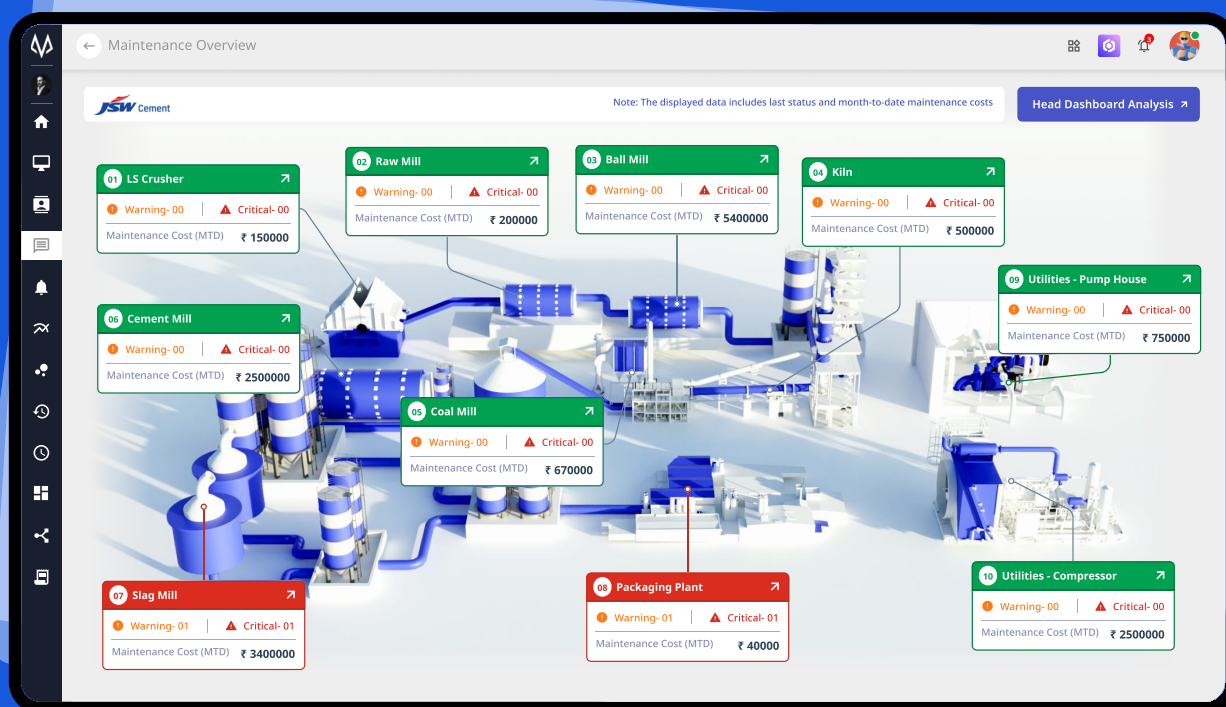 Maintenance Overview
3
JSW Cement
Note: The displayed data includes last status and month-to-date maintenance costs
Head Dashboard Analysis
01 LS Crusher
Warning- 00 Critical- 00
Maintenance Cost (MTD) ₹ 150000
02 Raw Mill
Warning- 00 Critical- 00
Maintenance Cost (MTD) ₹ 200000
03 Ball Mill
Warning- 00 Critical- 00
Maintenance Cost (MTD) ₹ 5400000
04 Kiln
Warning- 00 Critical- 00
Maintenance Cost (MTD) ₹ 500000
09 Utilities - Pump House
Warning- 00 Critical- 00
Maintenance Cost (MTD) ₹ 750000
06 Cement Mill
Warning- 00 Critical- 00
Maintenance Cost (MTD) ₹ 2500000
05 Coal Mill
Warning- 00 Critical- 00
Maintenance Cost (MTD) ₹ 670000
07 Slag Mill
Warning- 01 Critical- 01
Maintenance Cost (MTD) ₹ 3400000
08 Packaging Plant
Warning- 01 Critical- 01
Maintenance Cost (MTD) ₹ 40000
10 Utilities - Compressor
Warning- 00 Critical- 00
Maintenance Cost (MTD) ₹ 2500000